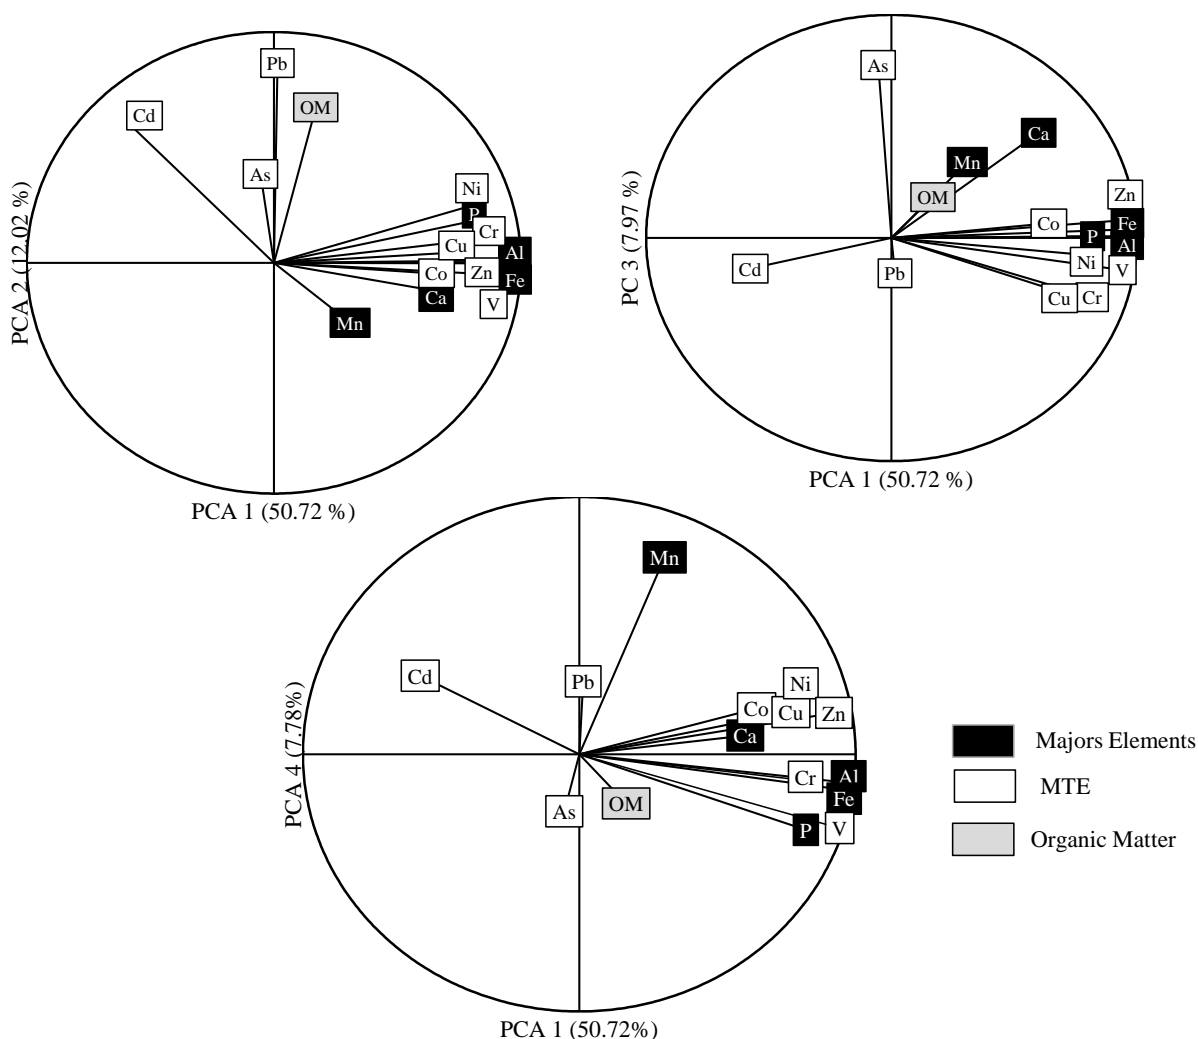 Pb
Cd
OM
As
Ni
P
Cr
Cu
Al
Co
Zn
Fe
Ca
V
Mn
PCA 2 (12.02 %)
PCA 1 (50.72 %)
As
Ca
Mn
OM
Zn
Co
Fe
P
Al
Ni
V
Cd
Pb
Cu
Cr
PC 3 (7.97 %)
PCA 1 (50.72 %)
Mn
Cd
Pb
Ni
Co
Cu
Zn
Ca
Cr
Al
Fe
As
OM
P
V
PCA 4 (7.78%)
PCA 1 (50.72%)
Majors Elements
MTE
Organic Matter